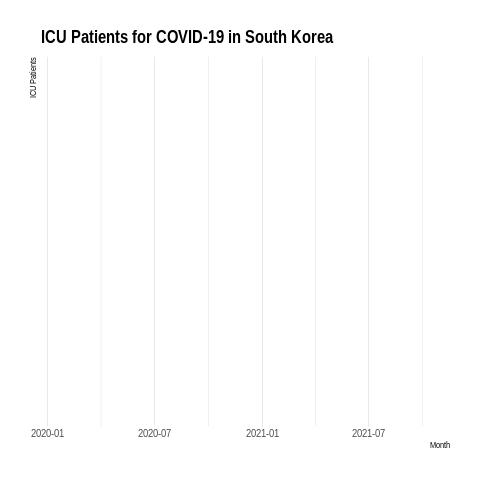 ICU Patients for COVID-19 in South Korea
ICU Patients
2020-01 2020-07 2021-01 2021-07
Month